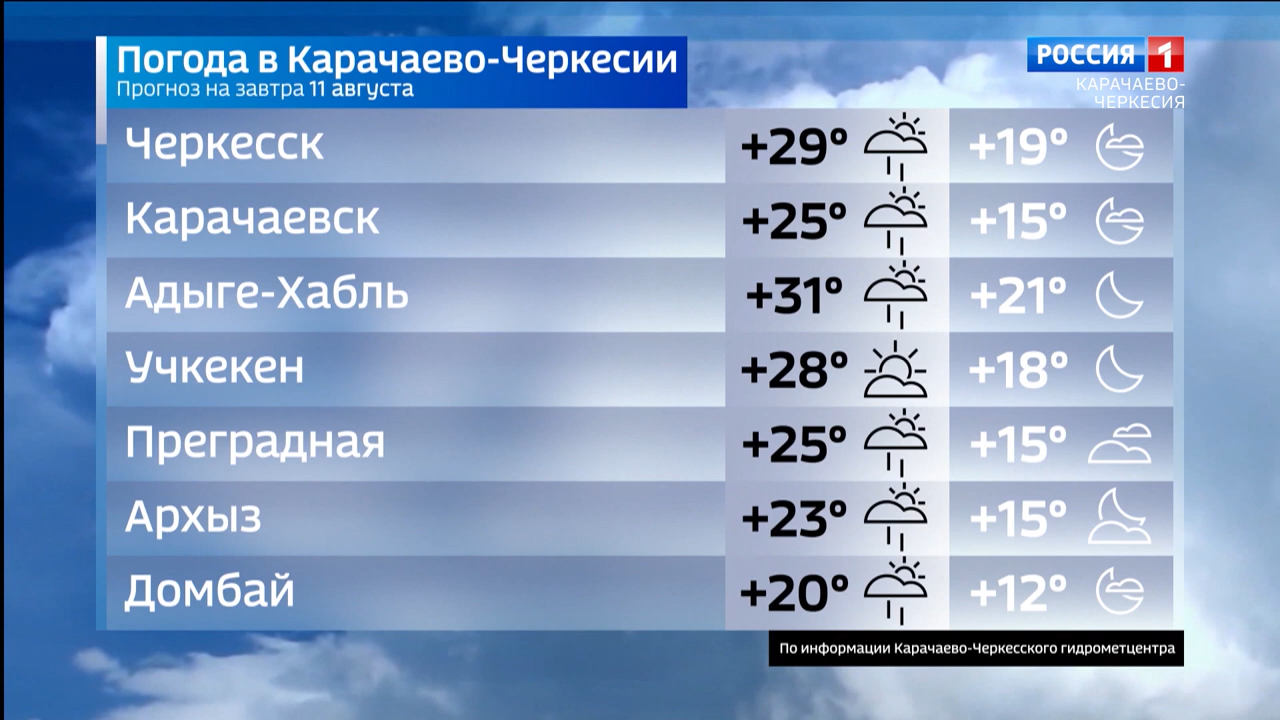 Погода в Карачаево-Черкесии
Прогноз на завтра 11 августа
РОССИЯ 1
КАРАЧАЕВО-
ЧЕРКЕСИЯ
Черкесск +29° +19°
Карачаевск +25° +15°
Адыге-Хабль +31° +21°
Учкекен +28° +18°
Преградная +25° +15°
Архыз +23° +15°
Домбай +20° +12°
По информации Карачаево-Черкесского гидрометцентра